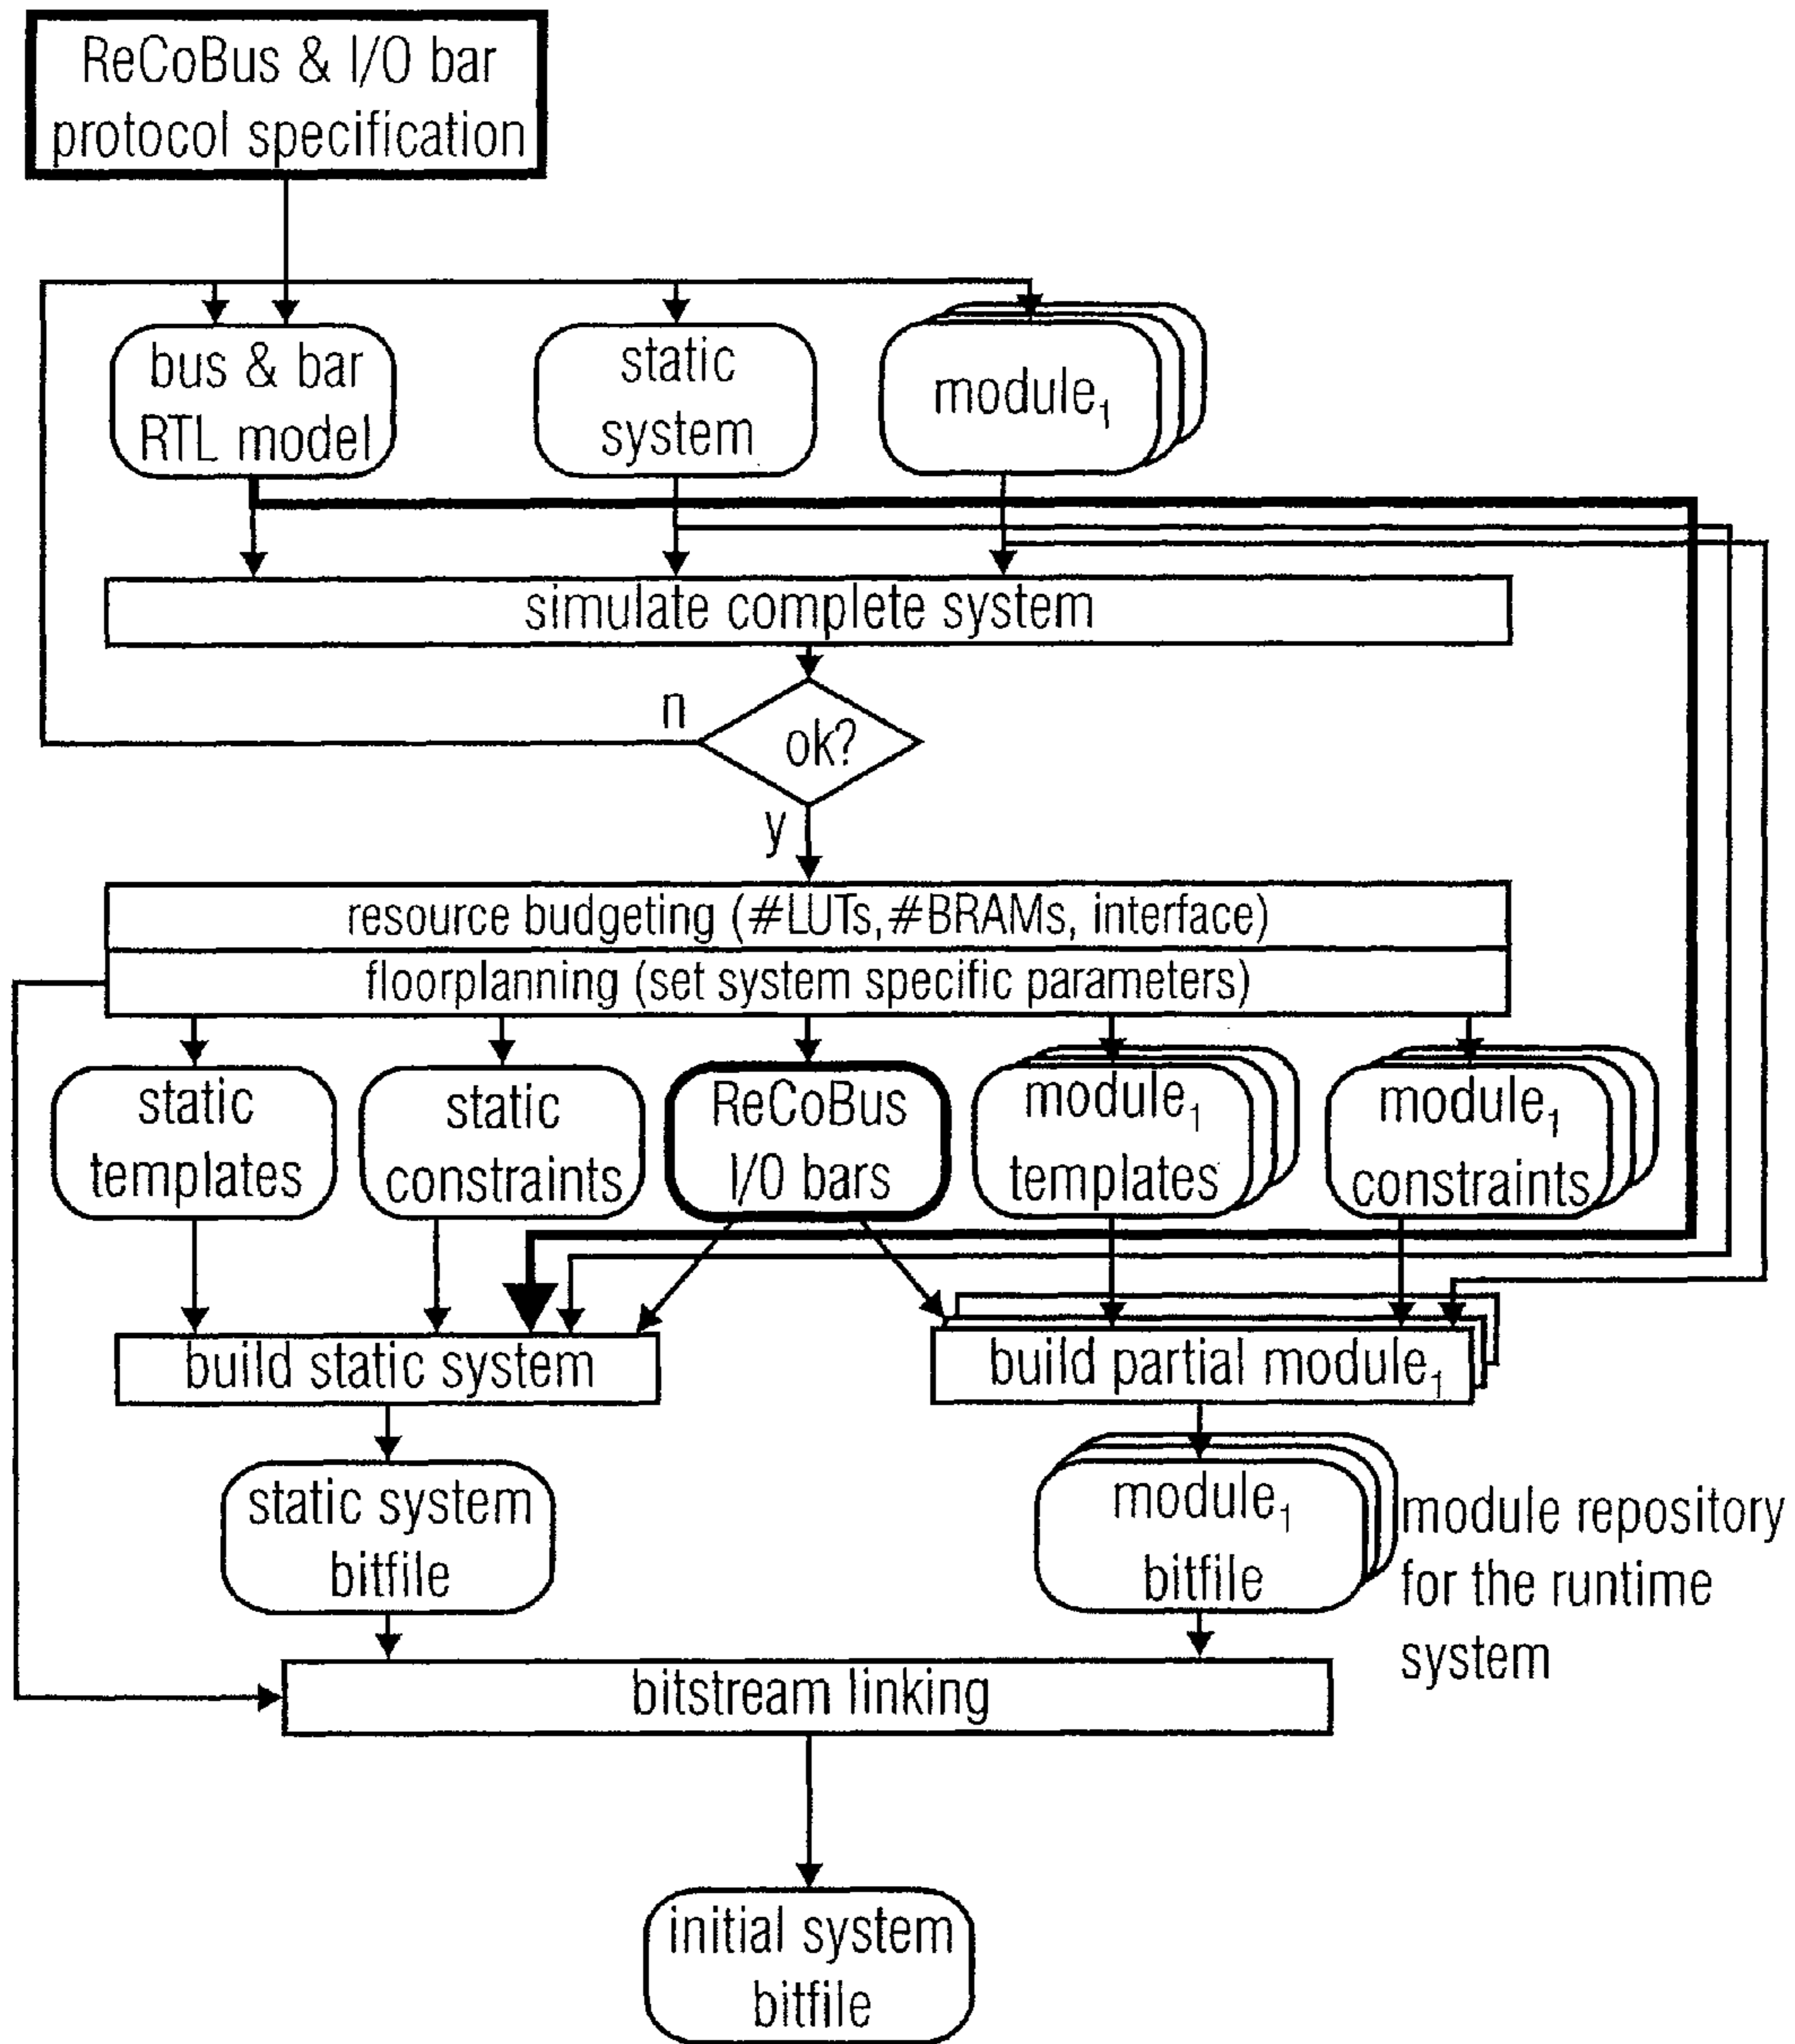 ReCoBus & I/O bar
protocol specification
bus & bar
RTL model
static
system
module₁
simulate complete system
n
ok?
y
resource budgeting (#LUTs, #BRAMs, interface)
floorplanning (set system specific parameters)
static
templates
static
constraints
ReCoBus
I/O bars
module₁
templates
module₁
constraints
build static system
build partial module₁
static system
bitfile
module₁
bitfile
module repository
for the runtime
system
bitstream linking
initial system
bitfile